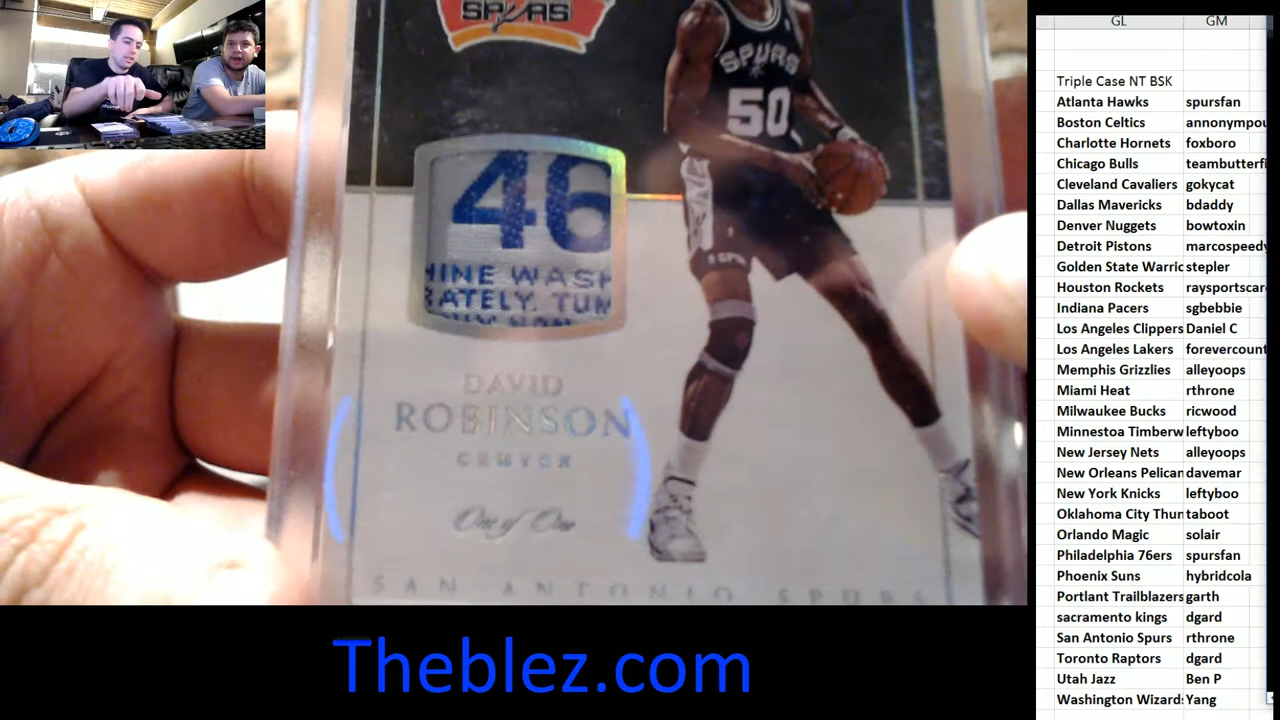 SPURS
SPURS
50
46
HINE WASH
RATELY. TUM
DAVID
ROBINSON
CENTER
One of One
SAN ANTONIO SPURS
Theblez.com
GL GM
Triple Case NT BSK
Atlanta Hawks spursfan
Boston Celtics annonympou
Charlotte Hornets foxboro
Chicago Bulls teambutterfi
Cleveland Cavaliers gokycat
Dallas Mavericks bdaddy
Denver Nuggets bowtoxin
Detroit Pistons marcospeedy
Golden State Warric stepler
Houston Rockets raysportscar
Indiana Pacers sgbebbie
Los Angeles Clippers Daniel C
Los Angeles Lakers forevercount
Memphis Grizzlies alleyoops
Miami Heat rthrone
Milwaukee Bucks ricwood
Minnestoa Timberw leftyboo
New Jersey Nets alleyoops
New Orleans Pelican davemar
New York Knicks leftyboo
Oklahoma City Thun taboot
Orlando Magic solair
Philadelphia 76ers spursfan
Phoenix Suns hybridcola
Portlant Trailblazers garth
sacramento kings dgard
San Antonio Spurs rthrone
Toronto Raptors dgard
Utah Jazz Ben P
Washington Wizards Yang